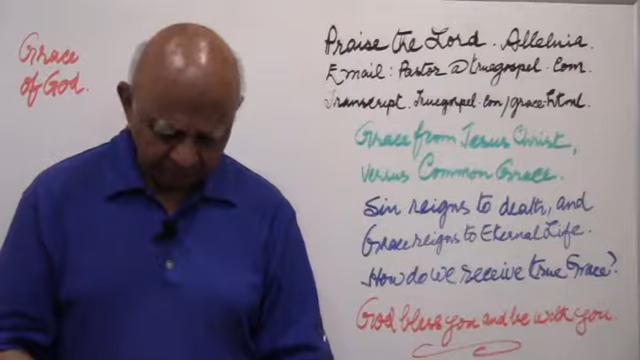 Grace
of God.
Praise the Lord. Alleluia.
Email: Pastor@truegospel.Com.
Transcript. Truegospel.Com/grace.html.
Grace from Jesus Christ,
versus Common Grace.
Sin reigns to death, and
Grace reigns to Eternal Life.
How do we receive true Grace?
God bless you and be with you.